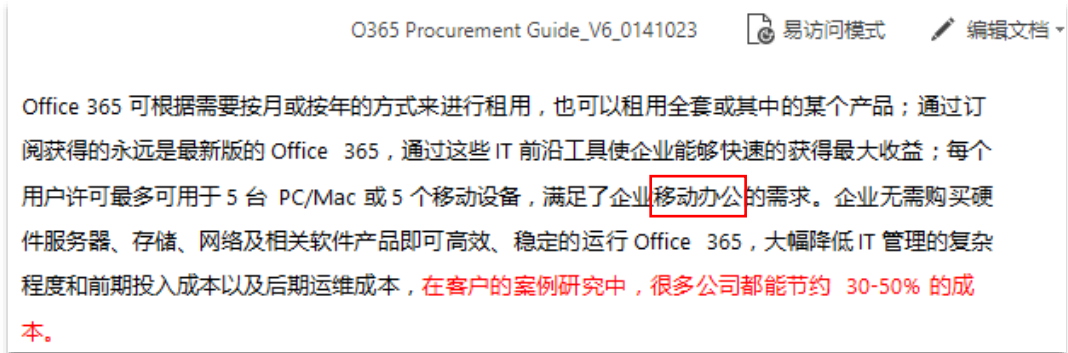 O365 Procurement Guide_V6_0141023 易访问模式 编辑文档
Office 365 可根据需要按月或按年的方式来进行租用，也可以租用全套或其中的某个产品；通过订
阅获得的永远是最新版的 Office 365，通过这些 IT 前沿工具使企业能够快速的获得最大收益；每个
用户许可最多可用于 5 台 PC/Mac 或 5 个移动设备，满足了企业移动办公的需求。企业无需购买硬
件服务器、存储、网络及相关软件产品即可高效、稳定的运行 Office 365，大幅降低 IT 管理的复杂
程度和前期投入成本以及后期运维成本，在客户的案例研究中，很多公司都能节约 30-50% 的成
本。